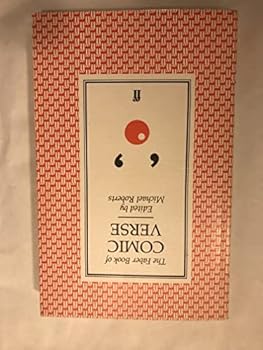 The Faber Book of
COMIC
VERSE
Edited by
Michael Roberts
ff